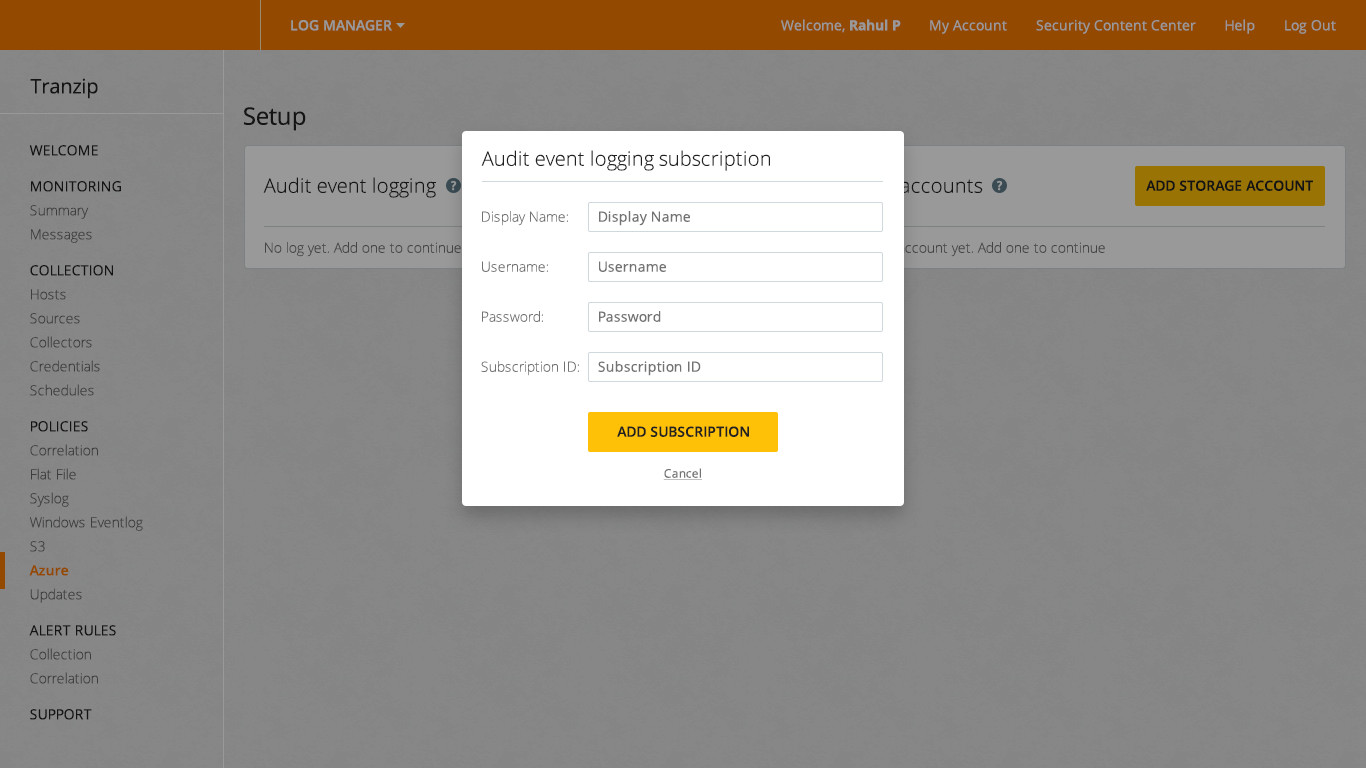 LOG MANAGER
Welcome, Rahul P
My Account
Security Content Center
Help
Log Out
Tranzip
WELCOME
MONITORING
Summary
Messages
COLLECTION
Hosts
Sources
Collectors
Credentials
Schedules
POLICIES
Correlation
Flat File
Syslog
Windows Eventlog
S3
Azure
Updates
ALERT RULES
Collection
Correlation
SUPPORT
Setup
Audit event logging ?
No log yet. Add one to continue
accounts ?
ADD STORAGE ACCOUNT
account yet. Add one to continue
Audit event logging subscription
Display Name: Display Name
Username: Username
Password: Password
Subscription ID: Subscription ID
ADD SUBSCRIPTION
Cancel